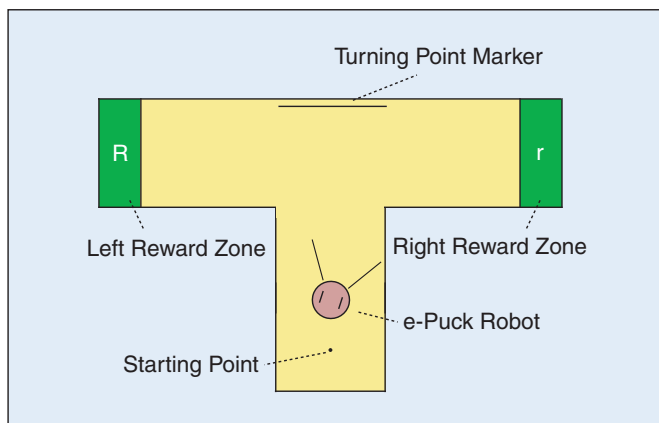 Turning Point Marker
R
r
Left Reward Zone
Right Reward Zone
e-Puck Robot
Starting Point